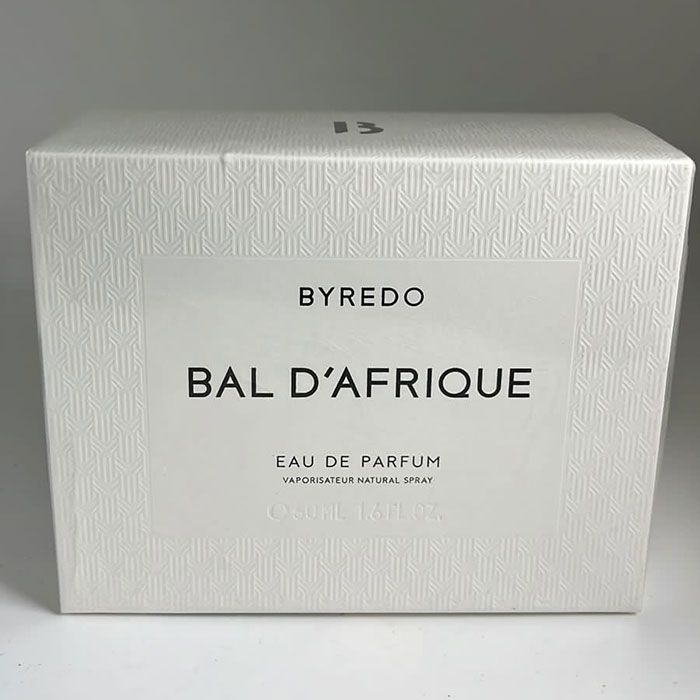 B
BYREDO
BAL D'AFRIQUE
EAU DE PARFUM
VAPORISATEUR NATURAL SPRAY
℮ 50 ML 1.6 FL. OZ.